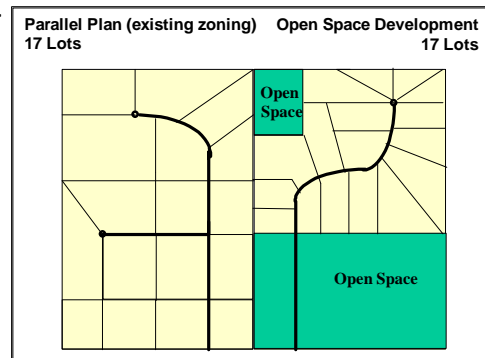 Parallel Plan (existing zoning)
17 Lots
Open Space Development
17 Lots
Open
Space
Open Space